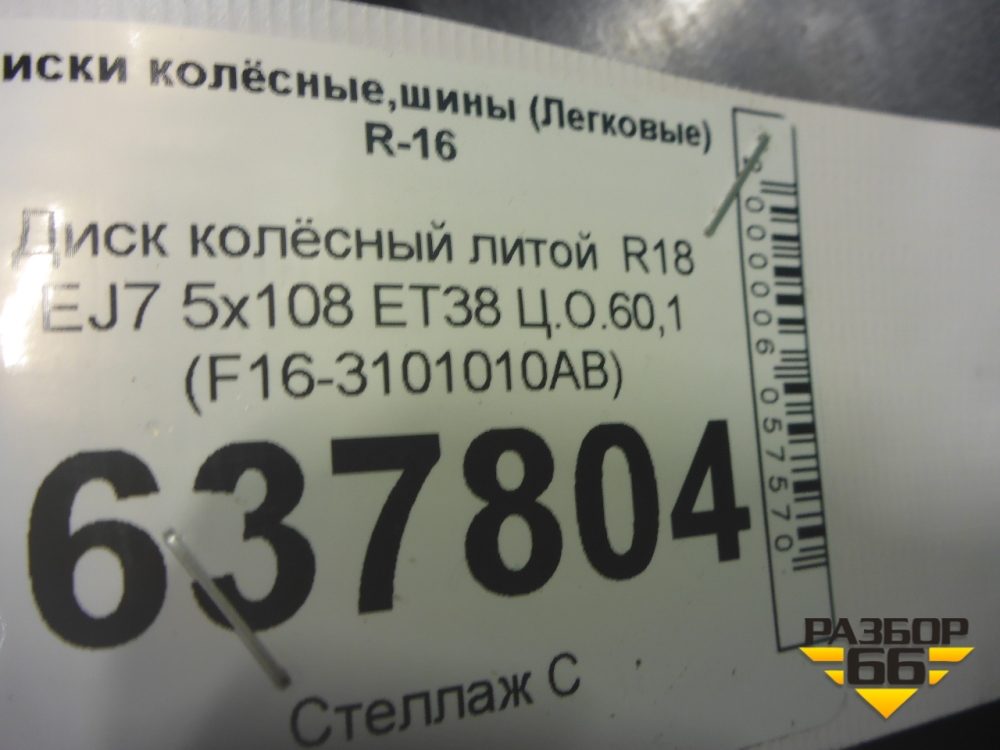 иски колёсные,шины (Легковые)
R-16
Диск колёсный литой R18
EJ7 5x108 ET38 Ц.О.60,1
(F16-3101010AB)
637804
Стеллаж С
000006057570
РАЗБОР
66